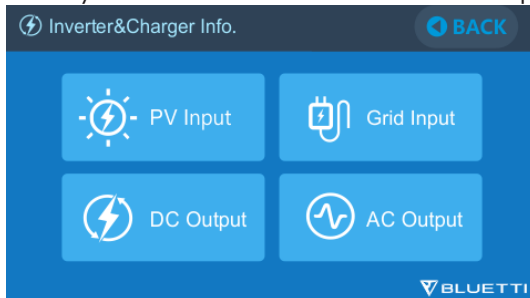 Inverter&Charger Info.
BACK
PV Input
Grid Input
DC Output
AC Output
BLUETTI